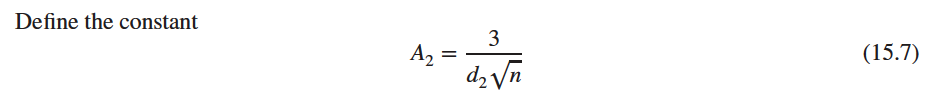 Define the constant
A₂ = 3 / d₂√n (15.7)